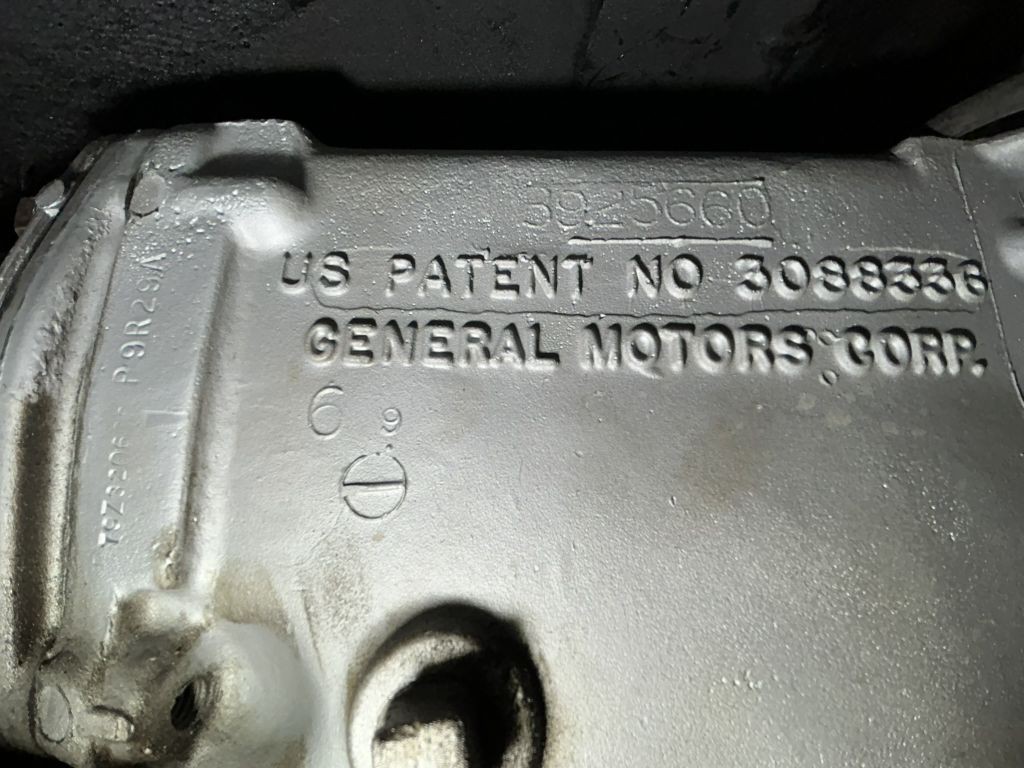 3925660
US PATENT NO 3088336
GENERAL MOTORS CORP.
6
9
P9R29A